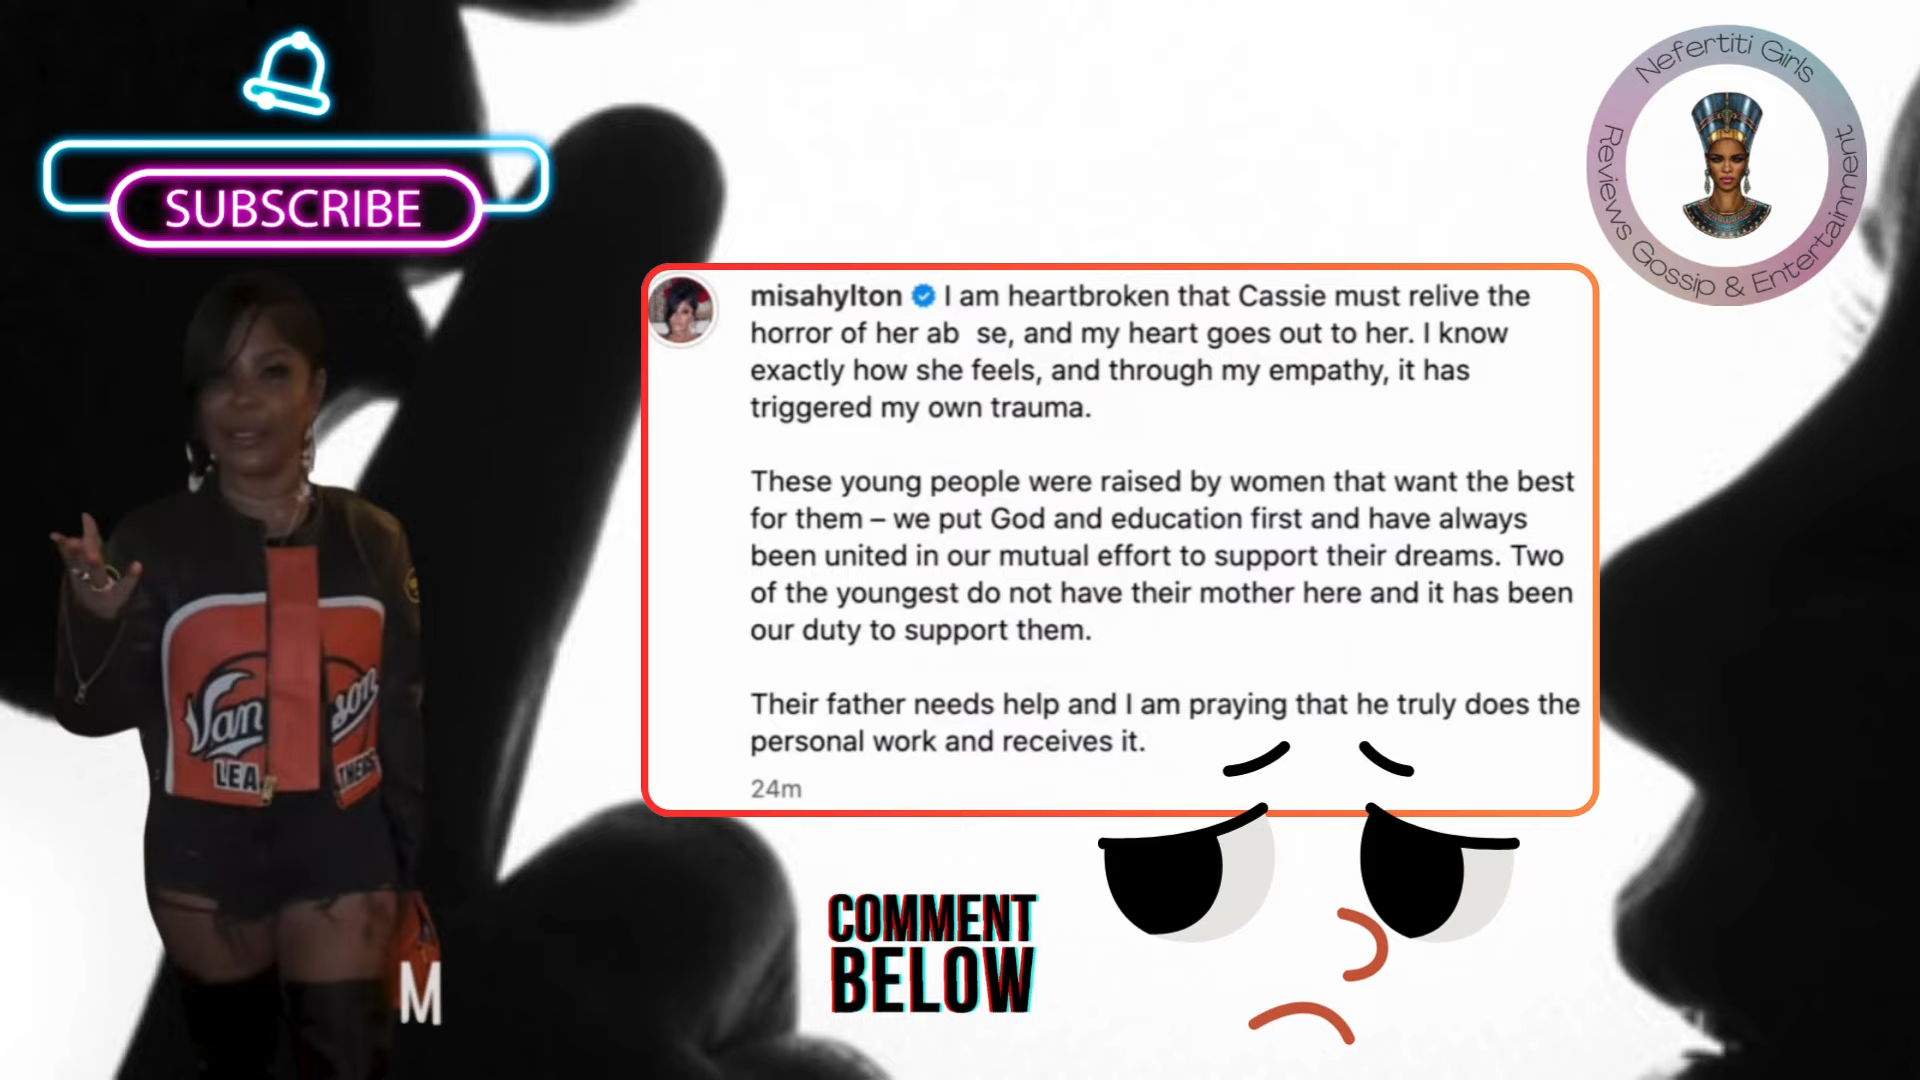 SUBSCRIBE
Nefertiti Girls
Reviews Gossip & Entertainment
misahylton I am heartbroken that Cassie must relive the
horror of her ab se, and my heart goes out to her. I know
exactly how she feels, and through my empathy, it has
triggered my own trauma.
These young people were raised by women that want the best
for them – we put God and education first and have always
been united in our mutual effort to support their dreams. Two
of the youngest do not have their mother here and it has been
our duty to support them.
Their father needs help and I am praying that he truly does the
personal work and receives it.
24m
Van son
LEA THERS
M
COMMENT
BELOW